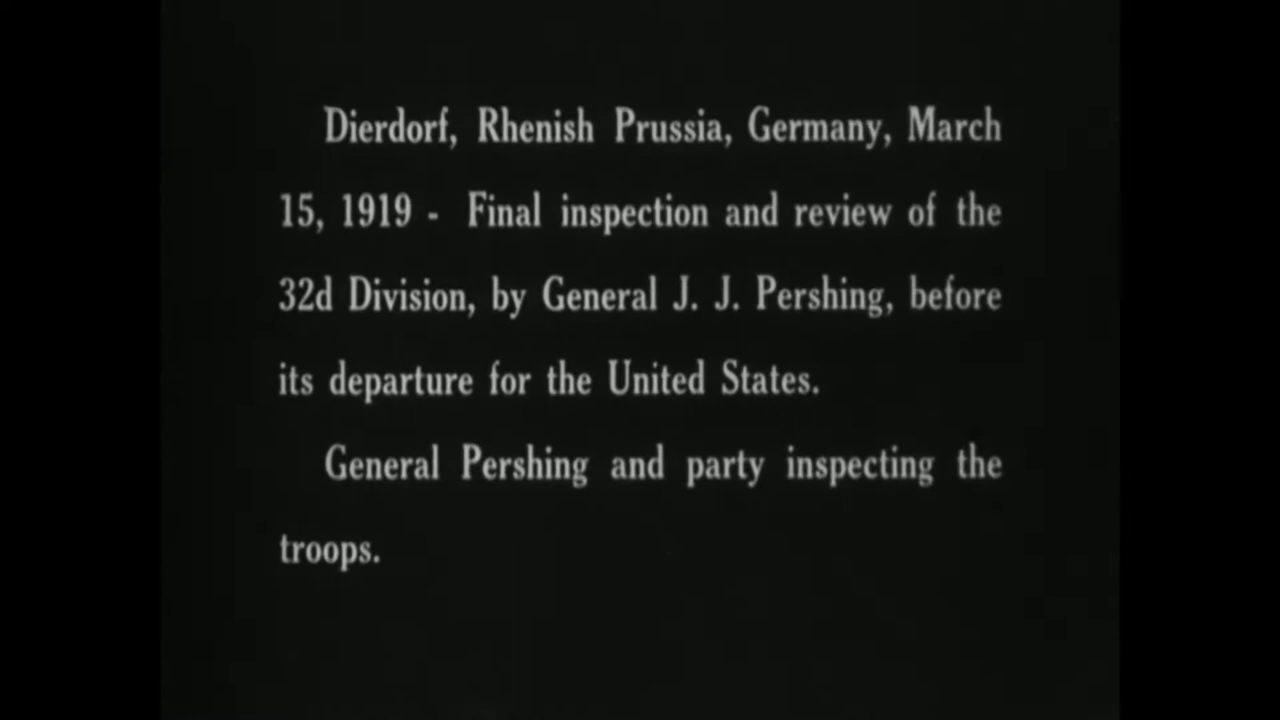 Dierdorf, Rhenish Prussia, Germany, March
15, 1919 - Final inspection and review of the
32d Division, by General J. J. Pershing, before
its departure for the United States.
General Pershing and party inspecting the
troops.